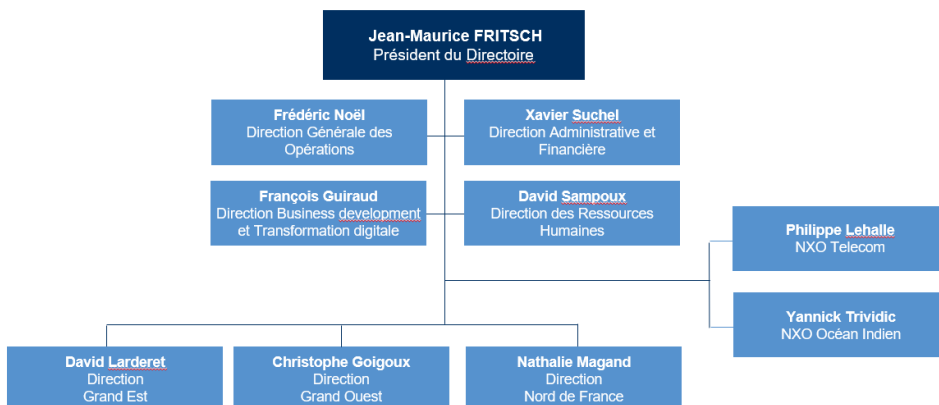 Jean-Maurice FRITSCH
Président du Directoire
Frédéric Noël
Direction Générale des
Opérations
Xavier Suchel
Direction Administrative et
Financière
François Guiraud
Direction Business development
et Transformation digitale
David Sampoux
Direction des Ressources
Humaines
Philippe Lehalle
NXO Telecom
Yannick Trividic
NXO Océan Indien
David Larderet
Direction
Grand Est
Christophe Goigoux
Direction
Grand Ouest
Nathalie Magand
Direction
Nord de France